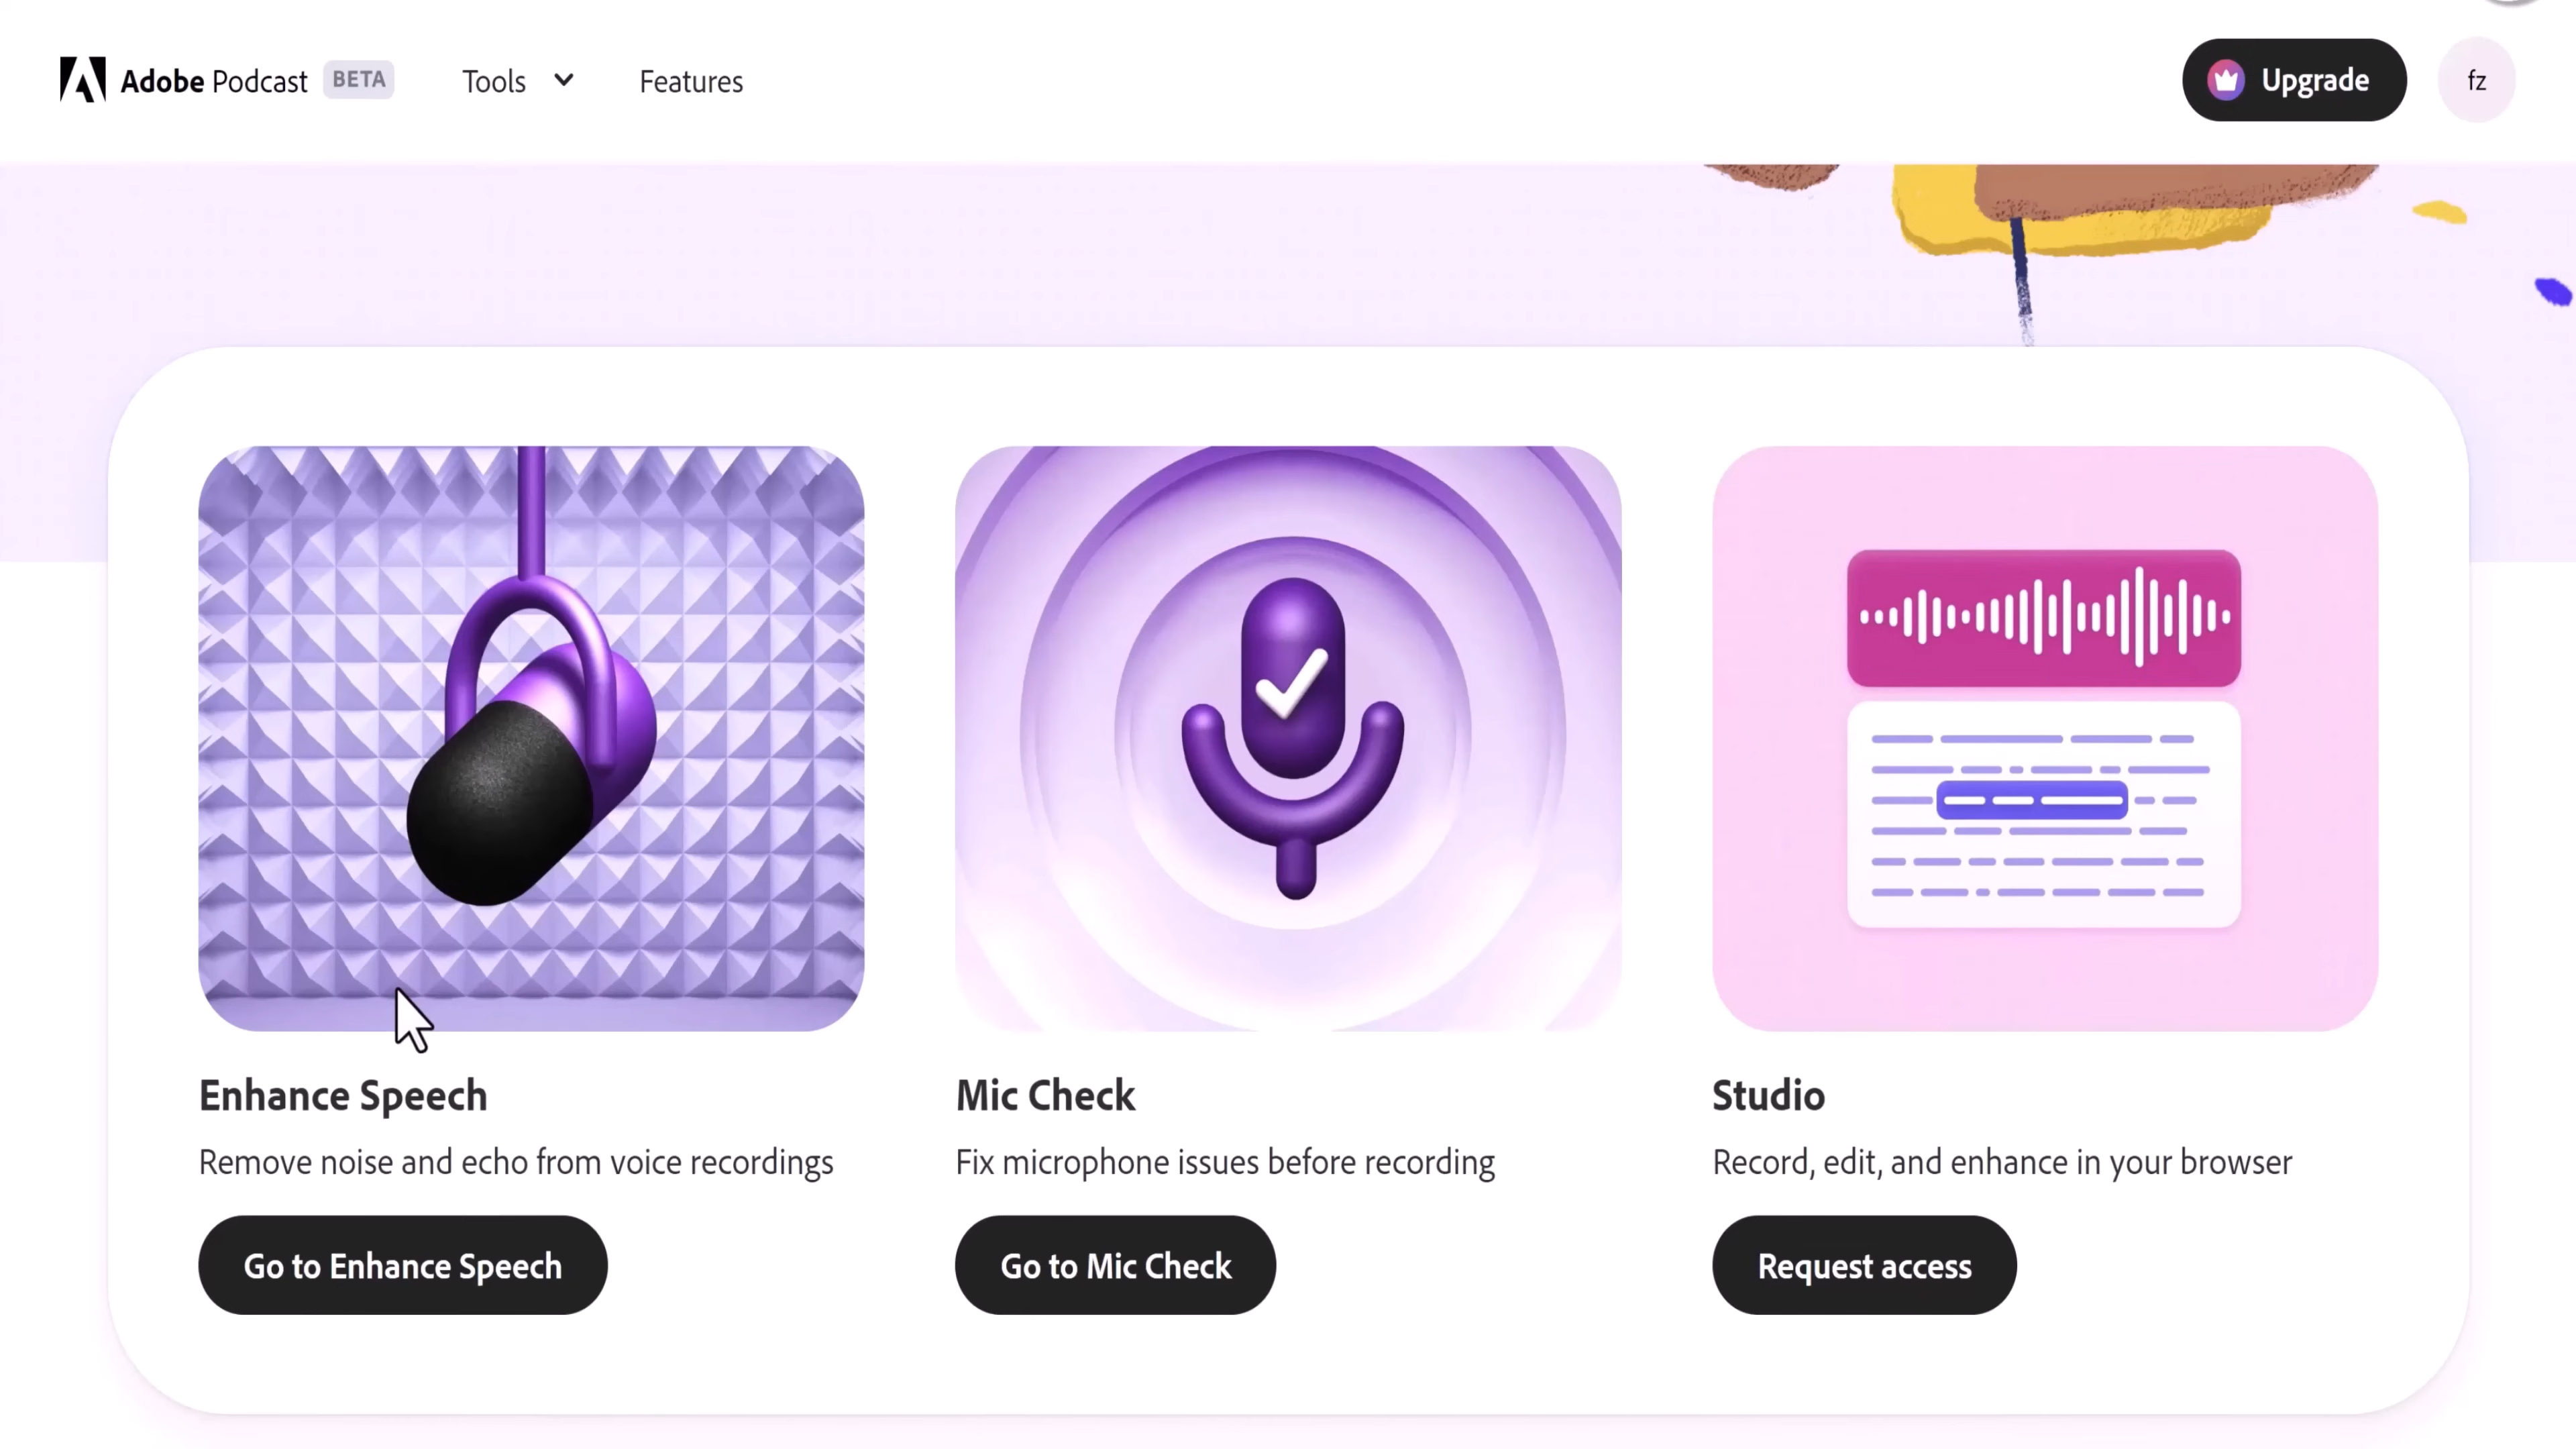 Adobe Podcast BETA Tools Features Upgrade fz
Enhance Speech
Remove noise and echo from voice recordings
Go to Enhance Speech
Mic Check
Fix microphone issues before recording
Go to Mic Check
Studio
Record, edit, and enhance in your browser
Request access